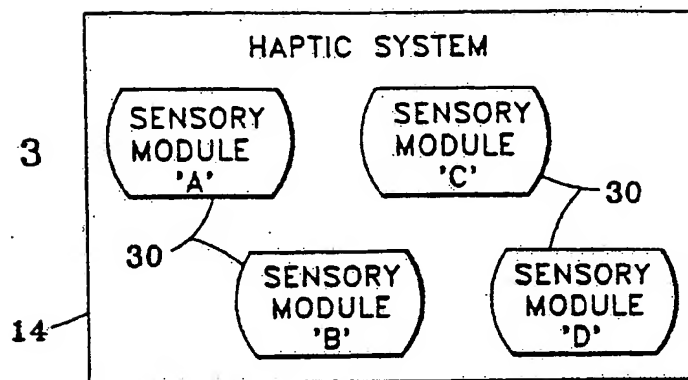 HAPTIC SYSTEM
SENSORY
MODULE
'A'
SENSORY
MODULE
'C'
3
30
30
SENSORY
MODULE
'B'
SENSORY
MODULE
'D'
14